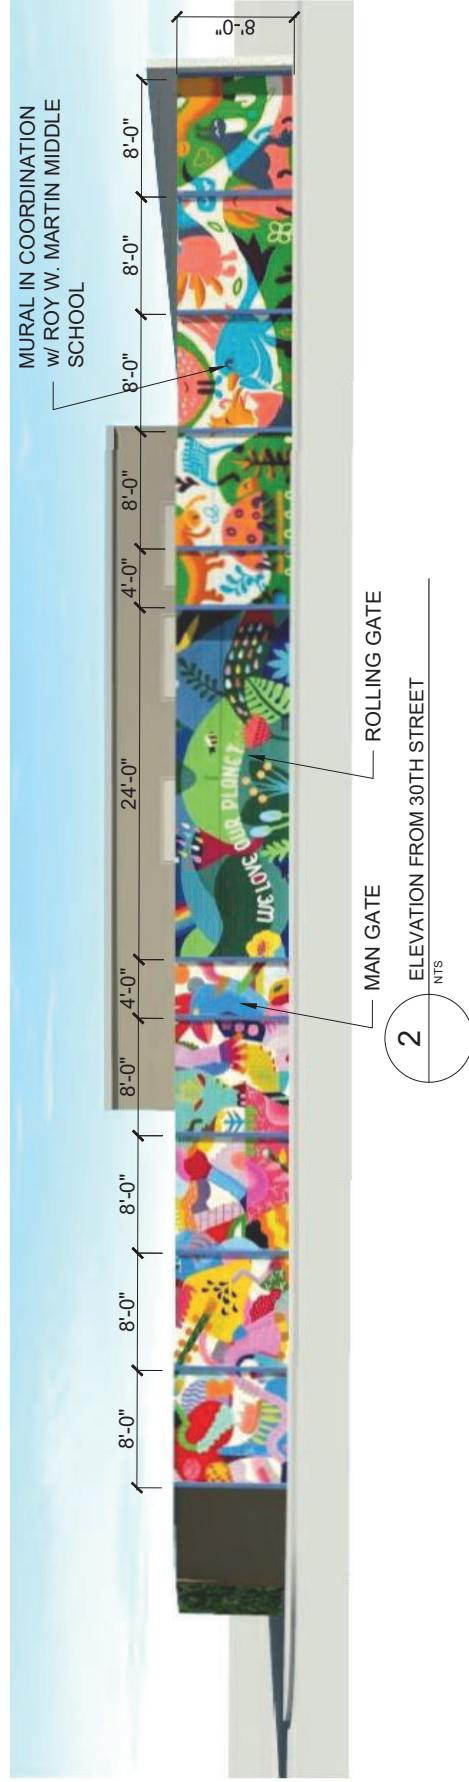 MURAL IN COORDINATION
w/ ROY W. MARTIN MIDDLE
SCHOOL
8'-0"
8'-0"
8'-0"
8'-0"
8'-0"
4'-0"
24'-0"
4'-0"
8'-0"
8'-0"
8'-0"
8'-0"
WE LOVE OUR PLANET
MAN GATE
ROLLING GATE
2
ELEVATION FROM 30TH STREET
NTS